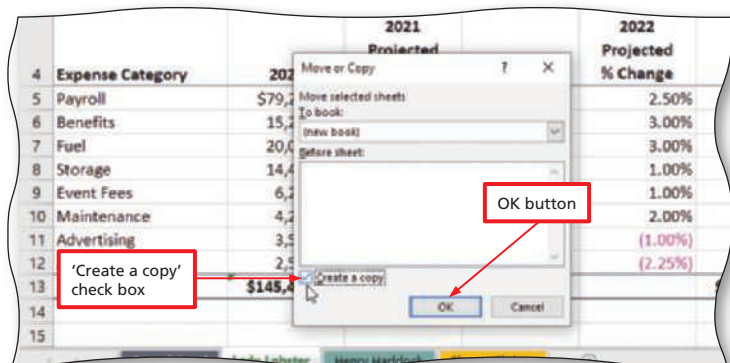 2021
2022
Projected
Projected
4 Expense Category 202 % Change
Move or Copy ? ×
5 Payroll $79,2 2.50%
Move selected sheets
To book:
6 Benefits 15,2 3.00%
(new book)
7 Fuel 20,0 3.00%
Before sheet:
8 Storage 14,4 1.00%
9 Event Fees 6,2 1.00%
10 Maintenance 4,2 2.00%
OK button
11 Advertising 3,5 (1.00%)
12 2,5 (2.25%)
'Create a copy'
check box
Create a copy
13 $145,4 $
OK Cancel
14
15
Lady Lobster Henry Haddock